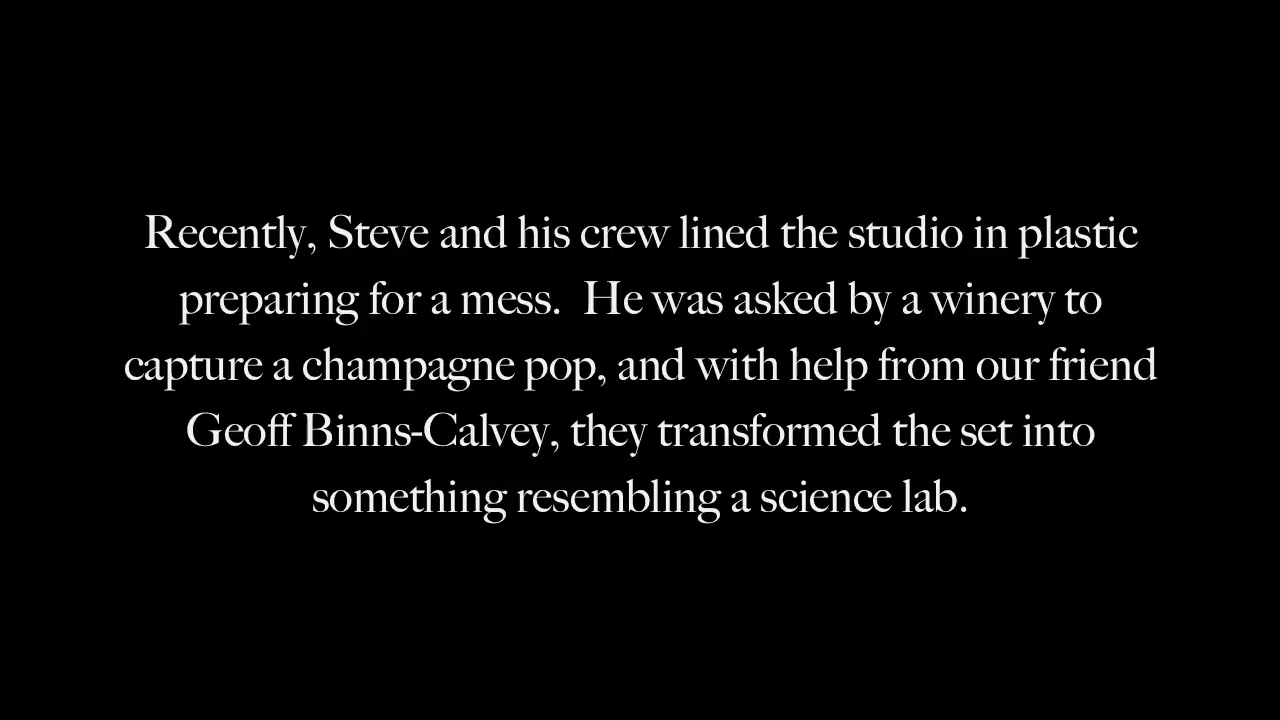 Recently, Steve and his crew lined the studio in plastic
preparing for a mess.  He was asked by a winery to
capture a champagne pop, and with help from our friend
Geoff Binns-Calvey, they transformed the set into
something resembling a science lab.